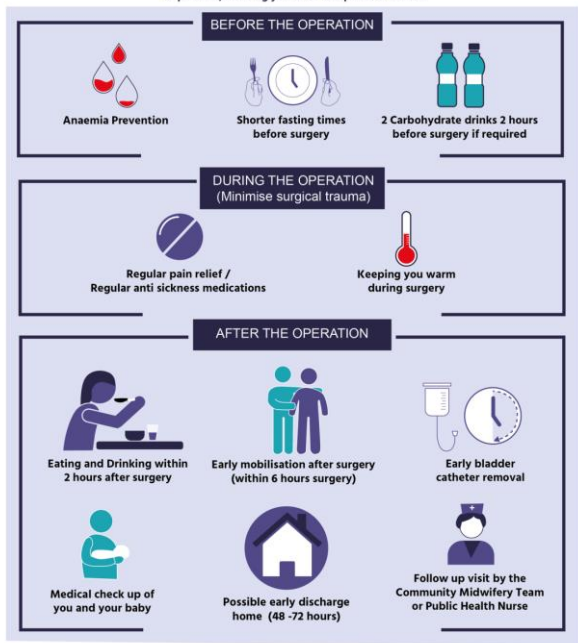 BEFORE THE OPERATION
Anaemia Prevention
Shorter fasting times
before surgery
2 Carbohydrate drinks 2 hours
before surgery if required
DURING THE OPERATION
(Minimise surgical trauma)
Regular pain relief /
Regular anti sickness medications
Keeping you warm
during surgery
AFTER THE OPERATION
Eating and Drinking within
2 hours after surgery
Early mobilisation after surgery
(within 6 hours surgery)
Early bladder
catheter removal
Medical check up of
you and your baby
Possible early discharge
home (48 -72 hours)
Follow up visit by the
Community Midwifery Team
or Public Health Nurse